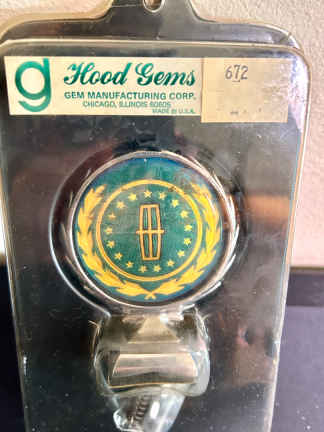 g Hood Gems
GEM MANUFACTURING CORP.
CHICAGO, ILLINOIS 60605
MADE IN U.S.A.
672